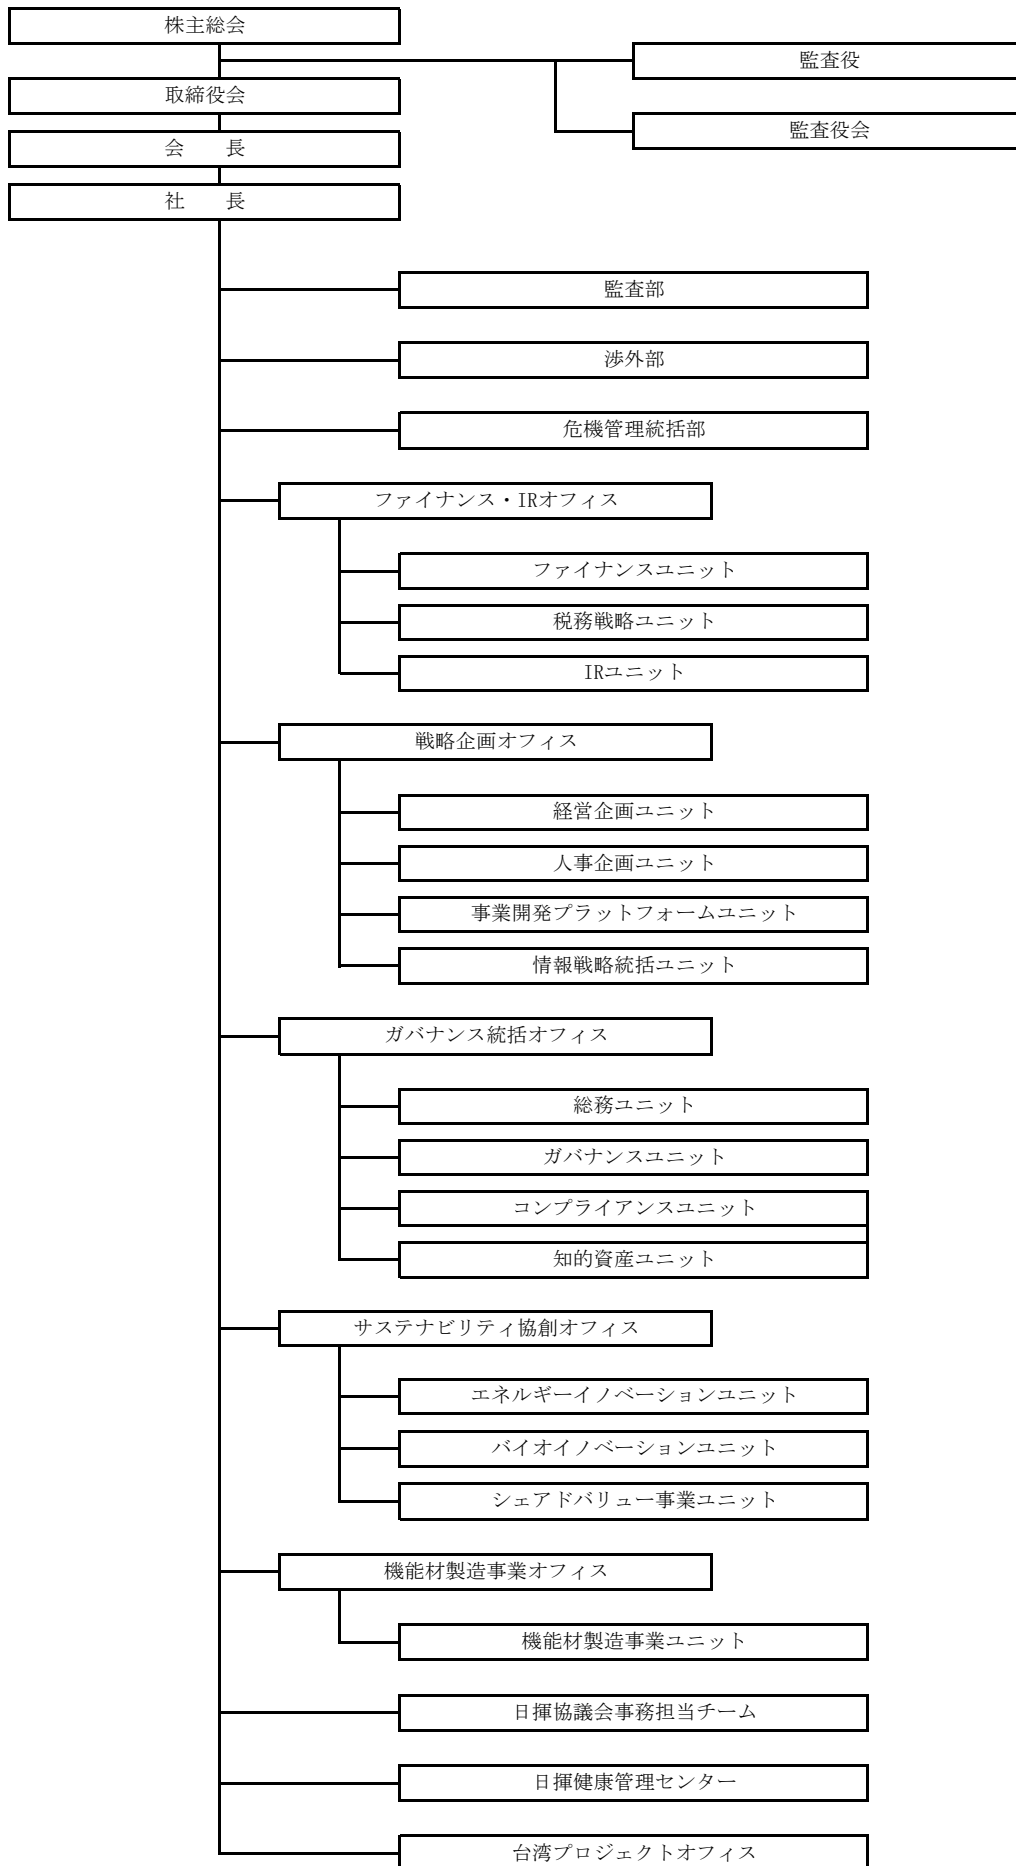 株主総会
監査役
取締役会
監査役会
会　　長
社　　長
監査部
渉外部
危機管理統括部
ファイナンス・IRオフィス
ファイナンスユニット
税務戦略ユニット
IRユニット
戦略企画オフィス
経営企画ユニット
人事企画ユニット
事業開発プラットフォームユニット
情報戦略統括ユニット
ガバナンス統括オフィス
総務ユニット
ガバナンスユニット
コンプライアンスユニット
知的資産ユニット
サステナビリティ協創オフィス
エネルギーイノベーションユニット
バイオイノベーションユニット
シェアドバリュー事業ユニット
機能材製造事業オフィス
機能材製造事業ユニット
日揮協議会事務担当チーム
日揮健康管理センター
台湾プロジェクトオフィス